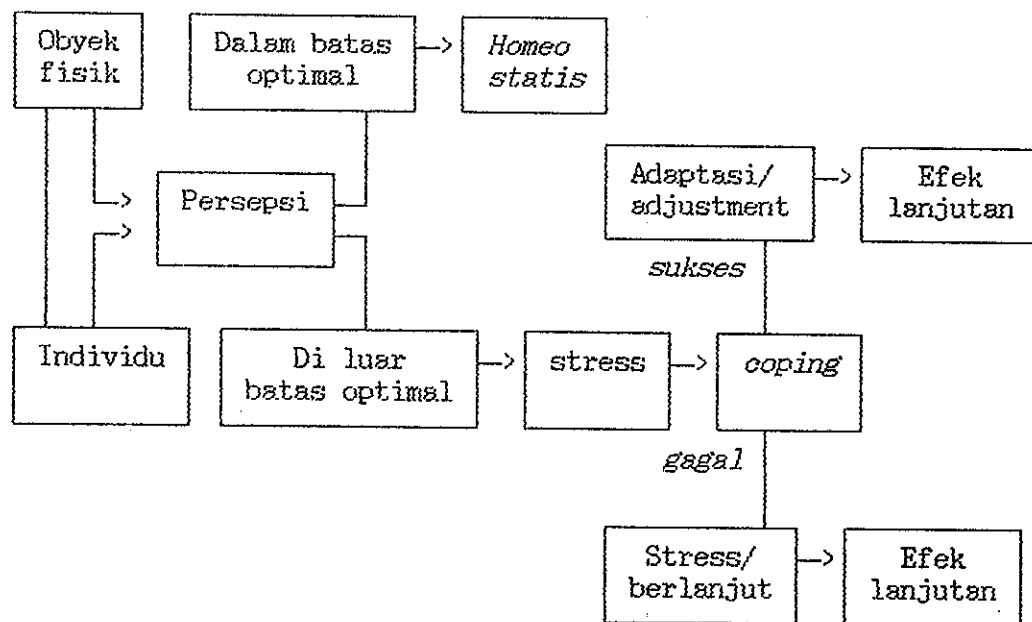 Obyek
fisik
Dalam batas
optimal
Homeo
statis
Persepsi
Adaptasi/
adjustment
Efek
lanjutan
sukses
Individu
Di luar
batas optimal
stress
coping
gagal
Stress/
berlanjut
Efek
lanjutan